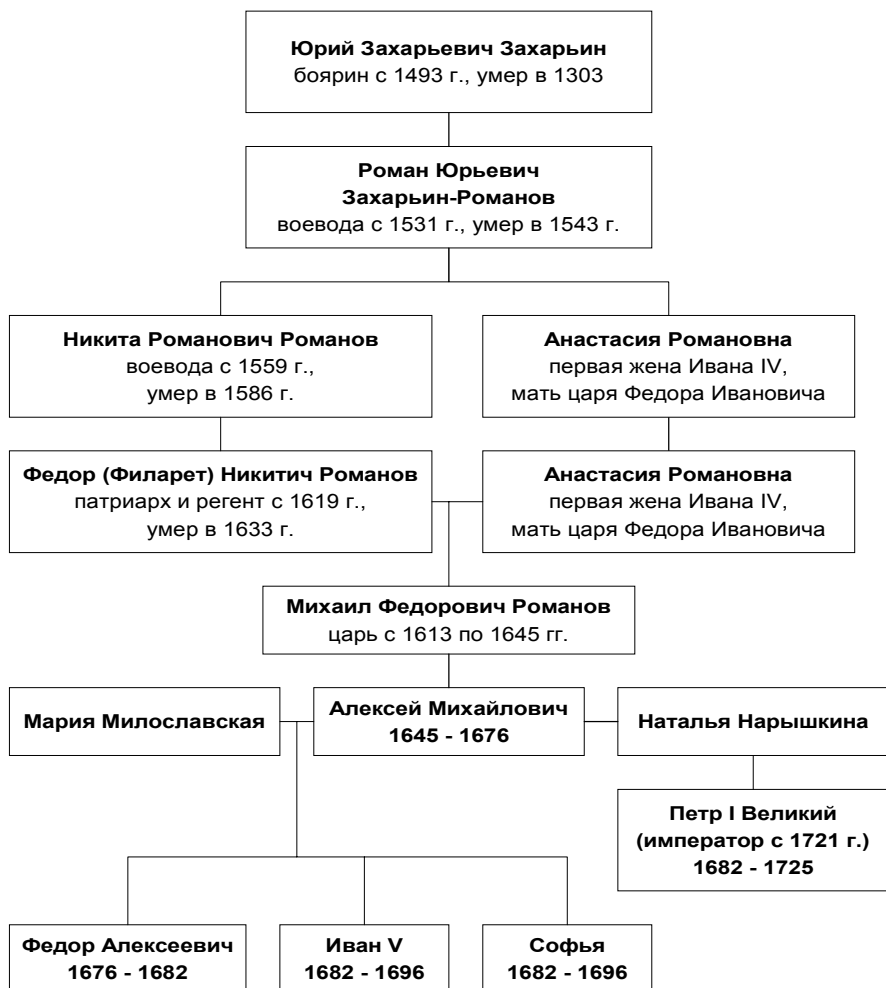 Юрий Захарьевич Захарьин
боярин с 1493 г., умер в 1303
Роман Юрьевич
Захарьин-Романов
воевода с 1531 г., умер в 1543 г.
Никита Романович Романов
воевода с 1559 г.,
умер в 1586 г.
Анастасия Романовна
первая жена Ивана IV,
мать царя Федора Ивановича
Федор (Филарет) Никитич Романов
патриарх и регент с 1619 г.,
умер в 1633 г.
Анастасия Романовна
первая жена Ивана IV,
мать царя Федора Ивановича
Михаил Федорович Романов
царь с 1613 по 1645 гг.
Мария Милославская
Алексей Михайлович
1645 - 1676
Наталья Нарышкина
Петр I Великий
(император с 1721 г.)
1682 - 1725
Федор Алексеевич
1676 - 1682
Иван V
1682 - 1696
Софья
1682 - 1696